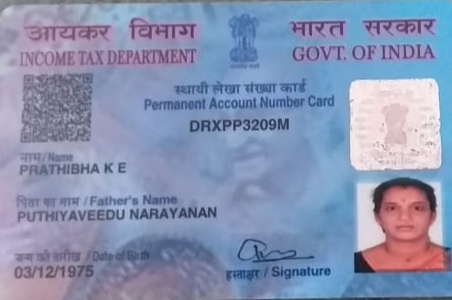 आयकर विभाग
INCOME TAX DEPARTMENT
भारत सरकार
GOVT. OF INDIA
स्थायी लेखा संख्या कार्ड
Permanent Account Number Card
DRXPP3209M
नाम/Name
PRATHIBHA K E
पिता का नाम/Father's Name
PUTHIYAVEEDU NARAYANAN
जन्म की तारीख/Date of Birth
03/12/1975
हस्ताक्षर/Signature